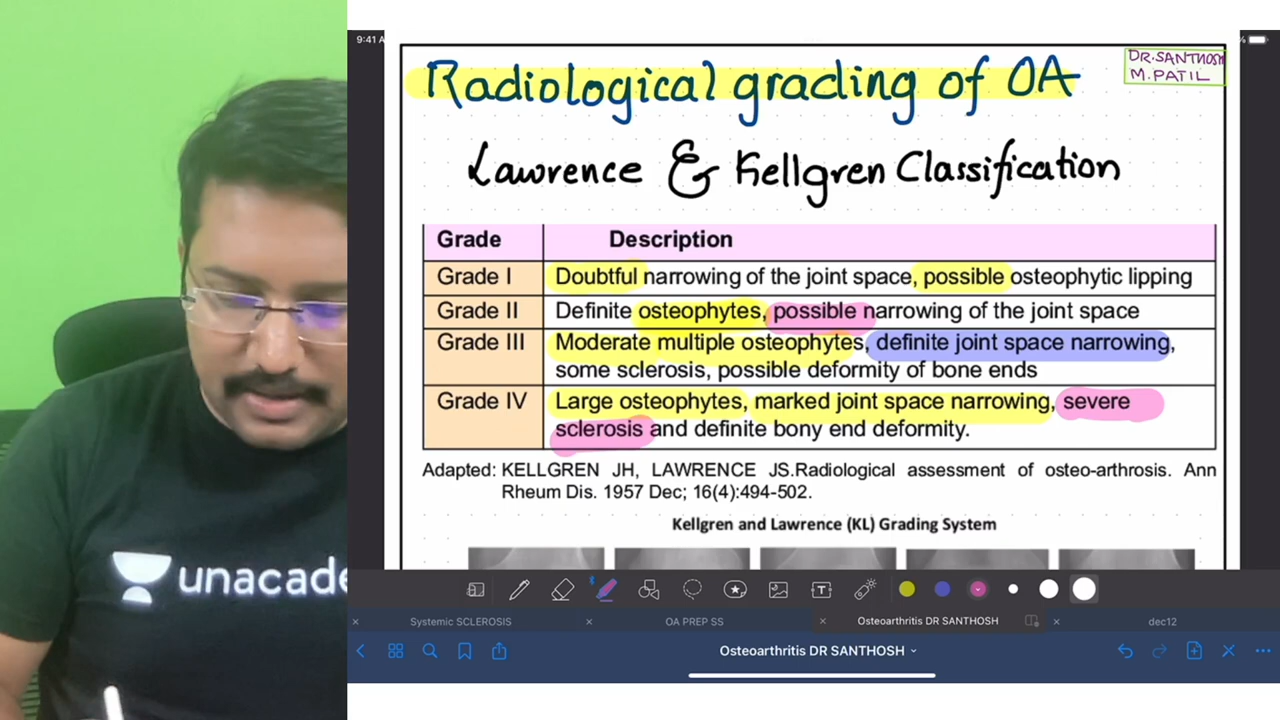 9:41 A
%
Radiological grading of OA
DR.SANTHOSH
M.PATIL
Lawrence & Kellgren Classification
Grade Description
Grade I Doubtful narrowing of the joint space, possible osteophytic lipping
Grade II Definite osteophytes, possible narrowing of the joint space
Grade III Moderate multiple osteophytes, definite joint space narrowing,
some sclerosis, possible deformity of bone ends
Grade IV Large osteophytes, marked joint space narrowing, severe
sclerosis and definite bony end deformity.
Adapted: KELLGREN JH, LAWRENCE JS.Radiological assessment of osteo-arthrosis. Ann
Rheum Dis. 1957 Dec; 16(4):494-502.
Kellgren and Lawrence (KL) Grading System
unacade
Systemic SCLEROSIS OA PREP SS Osteoarthritis DR SANTHOSH dec12
Osteoarthritis DR SANTHOSH